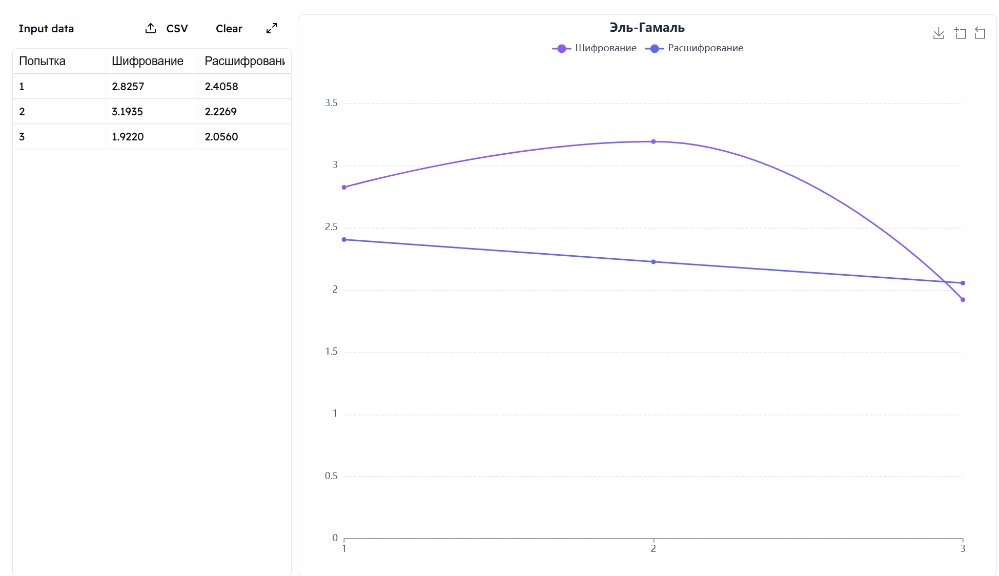 Input data CSV Clear
Попытка Шифрование Расшифровани
1 2.8257 2.4058
2 3.1935 2.2269
3 1.9220 2.0560
Эль-Гамаль
Шифрование Расшифрование
3.5
3
2.5
2
1.5
1
0.5
0
1 2 3